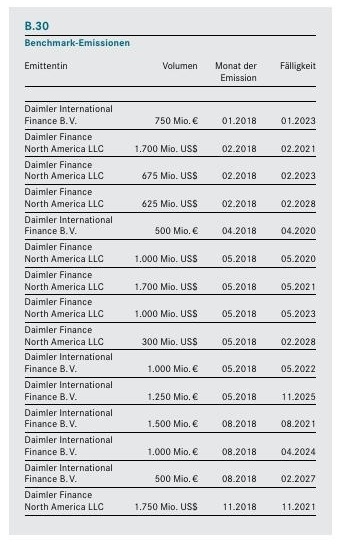 B.30
Benchmark-Emissionen
Emittentin Volumen Monat der Fälligkeit
Emission
Daimler International
Finance B. V. 750 Mio. € 01.2018 01.2023
Daimler Finance
North America LLC 1.700 Mio. US$ 02.2018 02.2021
Daimler Finance
North America LLC 675 Mio. US$ 02.2018 02.2023
Daimler Finance
North America LLC 625 Mio. US$ 02.2018 02.2028
Daimler International
Finance B. V. 500 Mio. € 04.2018 04.2020
Daimler Finance
North America LLC 1.000 Mio. US$ 05.2018 05.2020
Daimler Finance
North America LLC 1.700 Mio. US$ 05.2018 05.2021
Daimler Finance
North America LLC 1.000 Mio. US$ 05.2018 05.2023
Daimler Finance
North America LLC 300 Mio. US$ 05.2018 02.2028
Daimler International
Finance B. V. 1.000 Mio. € 05.2018 05.2022
Daimler International
Finance B. V. 1.250 Mio. € 05.2018 11.2025
Daimler International
Finance B. V. 1.500 Mio. € 08.2018 08.2021
Daimler International
Finance B. V. 1.000 Mio. € 08.2018 04.2024
Daimler International
Finance B. V. 500 Mio. € 08.2018 02.2027
Daimler Finance
North America LLC 1.750 Mio. US$ 11.2018 11.2021